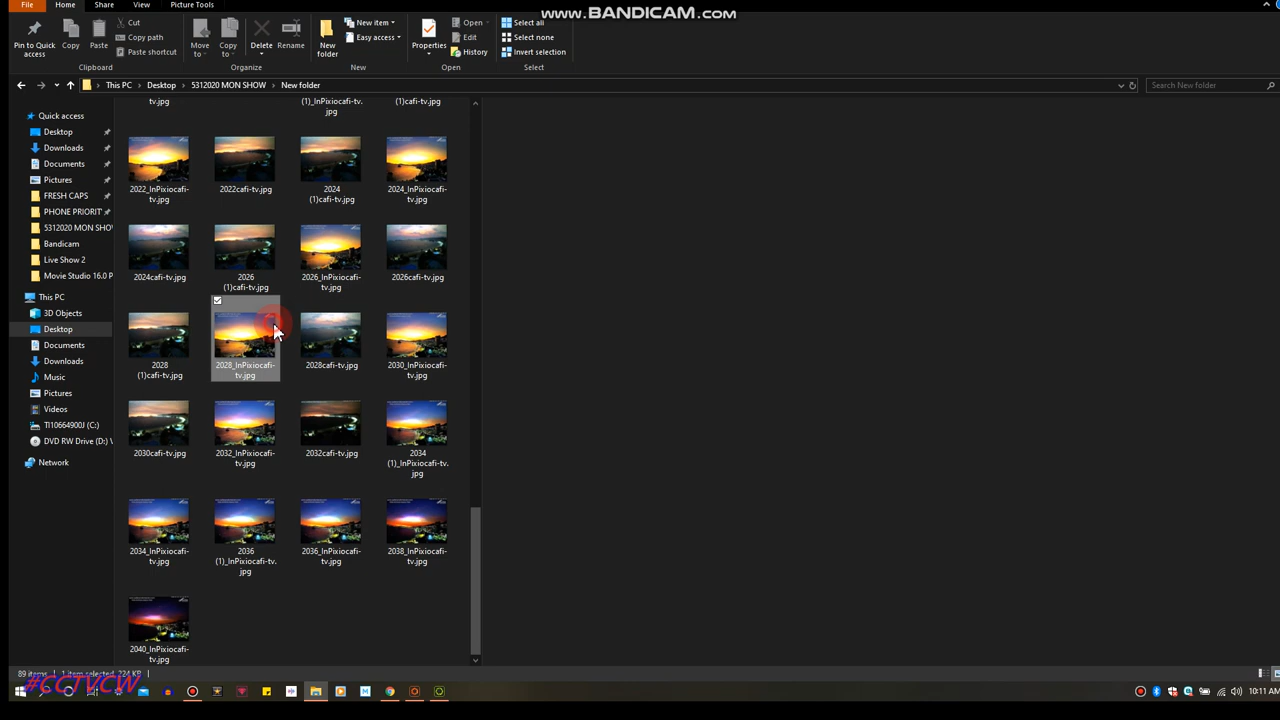 File
Home
Share
View
Picture Tools
www.BANDICAM.com
Pin to Quick
access
Copy
Paste
Cut
Copy path
Paste shortcut
Clipboard
Move
to
Copy
to
Delete
Rename
Organize
New
folder
New item
Easy access
New
Properties
Open
Edit
History
Open
Select all
Select none
Invert selection
Select
This PC
Desktop
5312020 MON SHOW
New folder
Search New folder
Quick access
Desktop
Downloads
Documents
Pictures
FRESH CAPS
PHONE PRIORIT
5312020 MON SHO
Bandicam
Live Show 2
Movie Studio 16.0 P
This PC
3D Objects
Desktop
Documents
Downloads
Music
Pictures
Videos
TI10664900J (C:)
DVD RW Drive (D:) V
Network
tv.jpg
(1)_InPixiocafi-tv.
jpg
(1)cafi-tv.jpg
2022_InPixiocafi-
tv.jpg
2022cafi-tv.jpg
2024
(1)cafi-tv.jpg
2024_InPixiocafi-
tv.jpg
2024cafi-tv.jpg
2026
(1)cafi-tv.jpg
2026_InPixiocafi-
tv.jpg
2026cafi-tv.jpg
2028
(1)cafi-tv.jpg
2028_InPixiocafi-
tv.jpg
2028cafi-tv.jpg
2030_InPixiocafi-
tv.jpg
2030cafi-tv.jpg
2032_InPixiocafi-
tv.jpg
2032cafi-tv.jpg
2034
(1)_InPixiocafi-tv.
jpg
2034_InPixiocafi-
tv.jpg
2036
(1)_InPixiocafi-tv.
jpg
2036_InPixiocafi-
tv.jpg
2038_InPixiocafi-
tv.jpg
2040_InPixiocafi-
tv.jpg
89 items
1 item selected
224 KB
#CCTVCW
10:11 AM